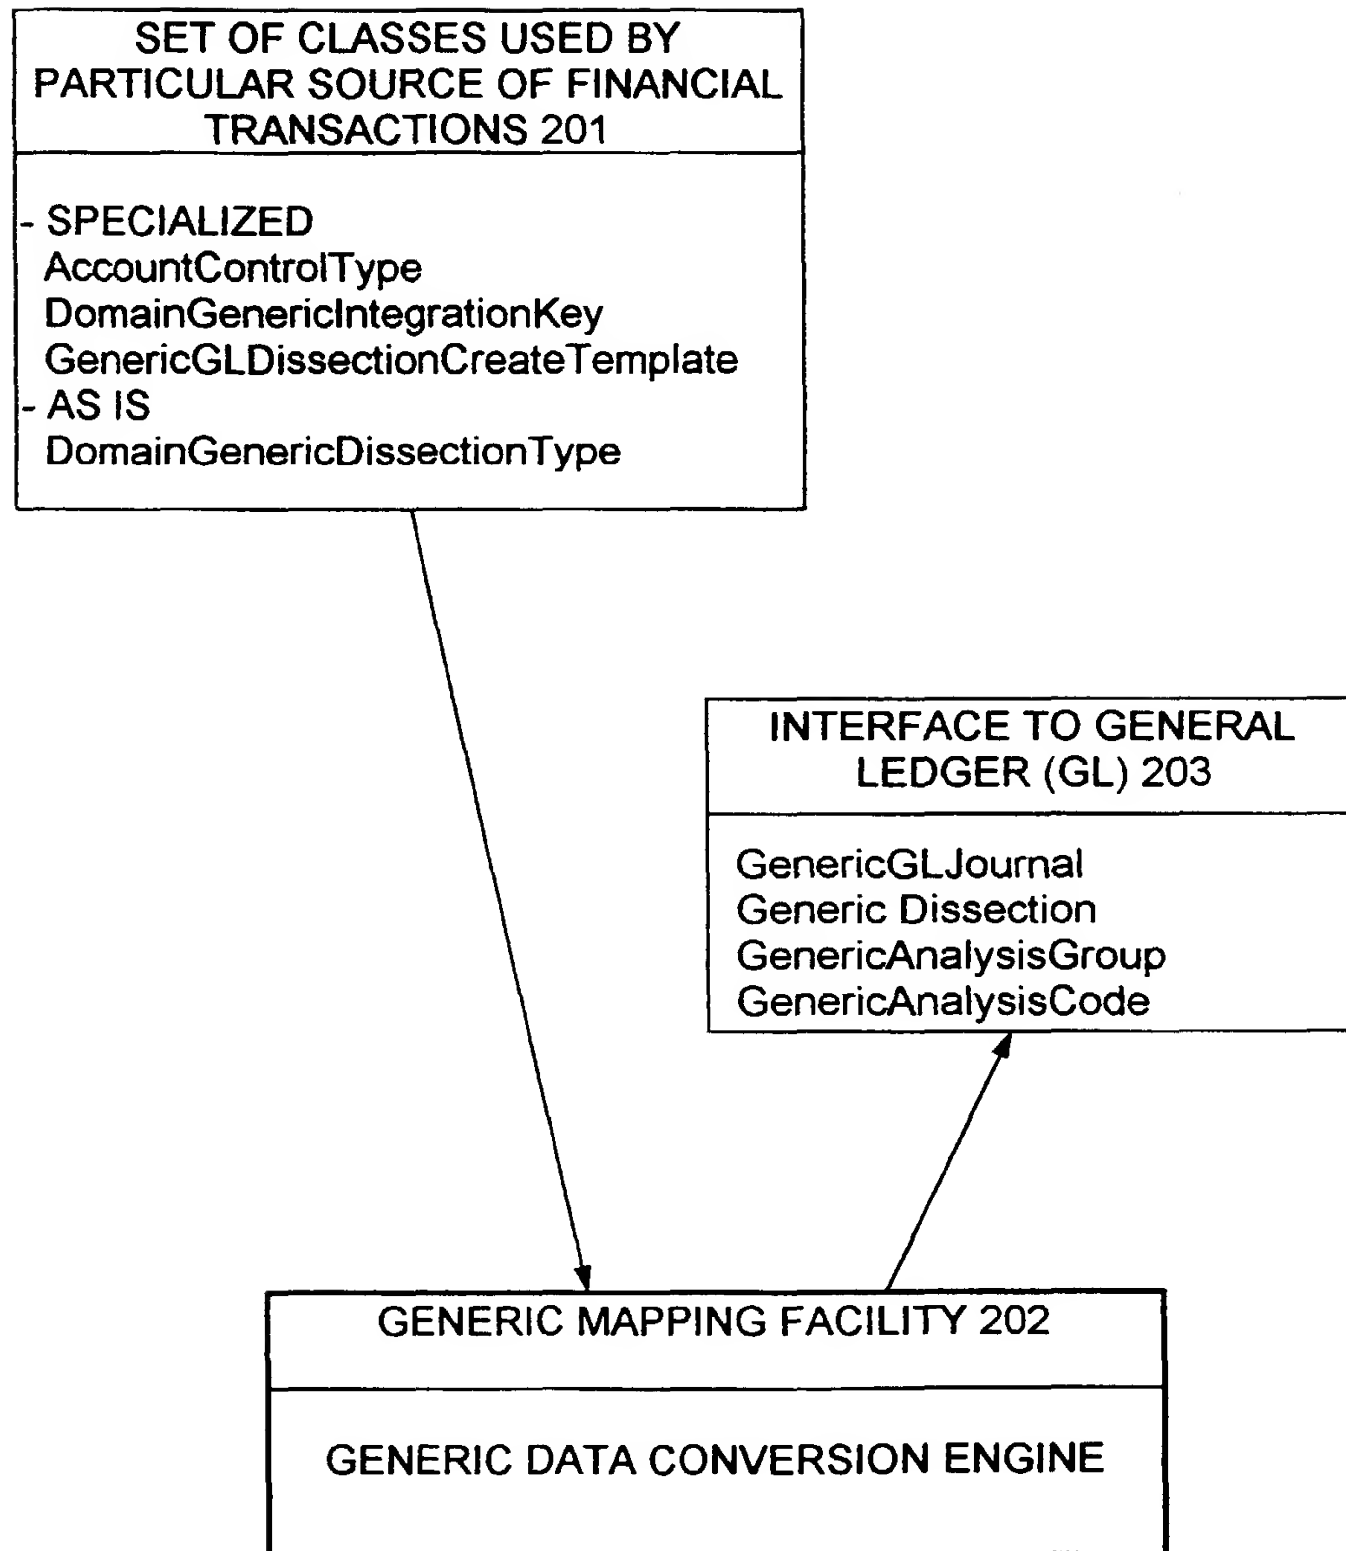 SET OF CLASSES USED BY
PARTICULAR SOURCE OF FINANCIAL
TRANSACTIONS 201
- SPECIALIZED
AccountControlType
DomainGenericIntegrationKey
GenericGLDissectionCreateTemplate
- AS IS
DomainGenericDissectionType
INTERFACE TO GENERAL
LEDGER (GL) 203
GenericGLJournal
Generic Dissection
GenericAnalysisGroup
GenericAnalysisCode
GENERIC MAPPING FACILITY 202
GENERIC DATA CONVERSION ENGINE